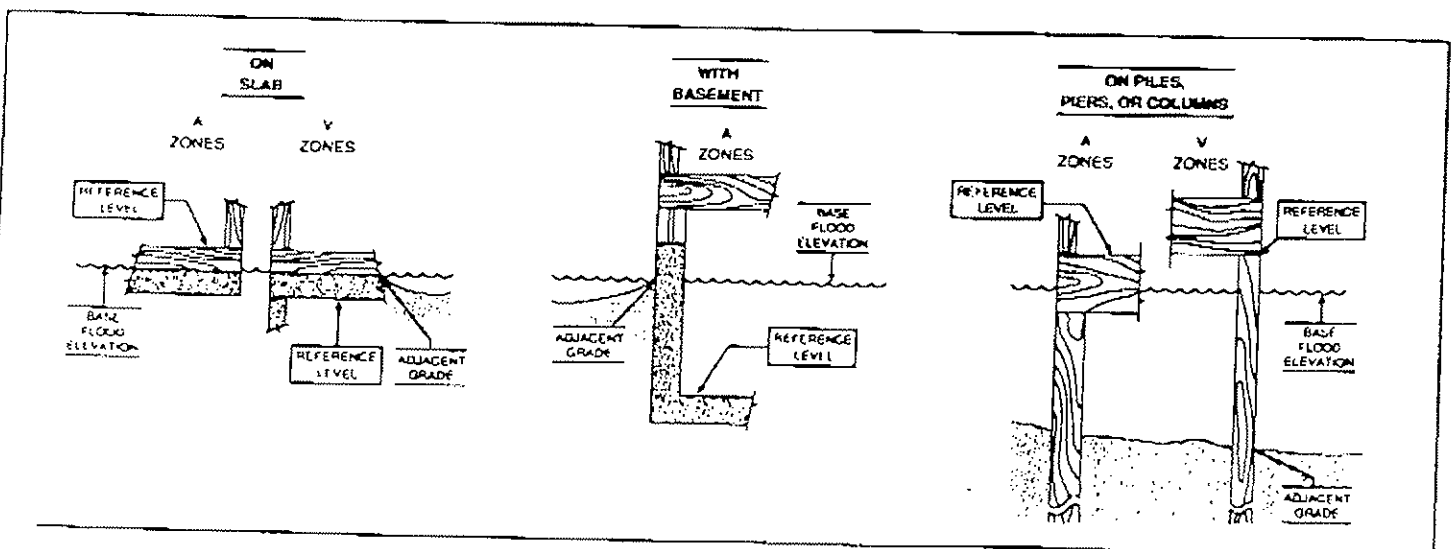 ON
SLAB
A
ZONES
V
ZONES
REFERENCE
LEVEL
BASE
FLOOD
ELEVATION
REFERENCE
LEVEL
ADJACENT
GRADE
WITH
BASEMENT
A
ZONES
BASE
FLOOD
ELEVATION
ADJACENT
GRADE
REFERENCE
LEVEL
ON PILES,
PIERS, OR COLUMNS
A
ZONES
V
ZONES
REFERENCE
LEVEL
REFERENCE
LEVEL
BASE
FLOOD
ELEVATION
ADJACENT
GRADE